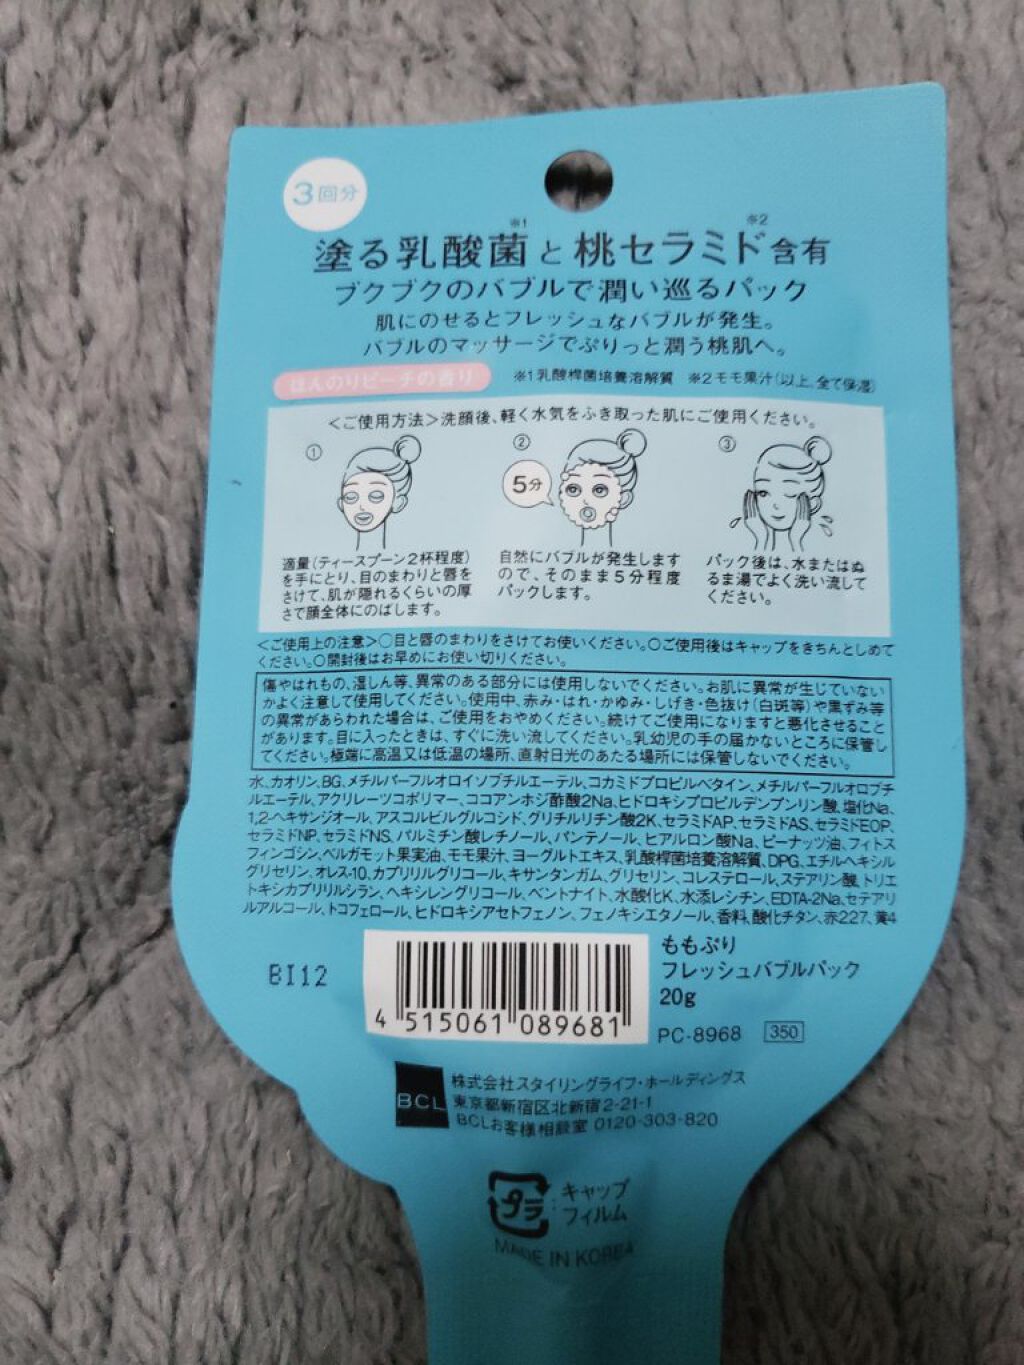 3回分
塗る乳酸菌※1と桃セラミド※2含有
ブクブクのバブルで潤い巡るパック
肌にのせるとフレッシュなバブルが発生。
バブルのマッサージでぷりっと潤う桃肌へ。
ほんのりピーチの香り
※1乳酸桿菌培養溶解質 ※2モモ果汁(以上、全て保湿)
<ご使用方法>洗顔後、軽く水気をふき取った肌にご使用ください。
①
適量(ティースプーン2杯程度)
を手にとり、目のまわりと唇を
さけて、肌が隠れるくらいの厚
さで顔全体にのばします。
②
5分
自然にバブルが発生します
ので、そのまま5分程度
パックします。
③
パック後は、水またはぬ
るま湯でよく洗い流して
ください。
<ご使用上の注意>○目と唇のまわりをさけてお使いください。○ご使用後はキャップをきちんとしめて
ください。○開封後はお早めにお使い切りください。
傷やはれもの、湿しん等、異常のある部分には使用しないでください。お肌に異常が生じていない
かよく注意して使用してください。使用中、赤み・はれ・かゆみ・しげき・色抜け(白斑等)や黒ずみ等
の異常があらわれた場合は、ご使用をおやめください。続けてご使用になりますと悪化させること
があります。目に入ったときは、すぐに洗い流してください。乳幼児の手の届かないところに保管し
てください。極端に高温又は低温の場所、直射日光のあたる場所には保管しないでください。
水、カオリン、BG、メチルパーフルオロイソブチルエーテル、コカミドプロピルベタイン、メチルパーフルオロブチ
ルエーテル、アクリレーツコポリマー、ココアンホジ酢酸2Na、ヒドロキシプロピルデンプンリン酸、塩化Na、
1,2-ヘキサンジオール、アスコルビルグルコシド、グリチルリチン酸2K、セラミドAP、セラミドAS、セラミドEOP、
セラミドNP、セラミドNS、パルミチン酸レチノール、パンテノール、ヒアルロン酸Na、ピーナッツ油、フィトス
フィンゴシン、ベルガモット果実油、モモ果汁、ヨーグルトエキス、乳酸桿菌培養溶解質、DPG、エチルヘキシル
グリセリン、オレス-10、カプリリルグリコール、キサンタンガム、グリセリン、コレステロール、ステアリン酸、トリエ
トキシカプリリルシラン、ヘキシレングリコール、ベントナイト、水酸化K、水添レシチン、EDTA-2Na、セテアリ
ルアルコール、トコフェロール、ヒドロキシアセトフェノン、フェノキシエタノール、香料、酸化チタン、赤227、黄4
BI12
4 515061 089681
ももぷり
フレッシュバブルパック
20g
PC-8968 350
BCL
株式会社スタイリングライフ・ホールディングス
東京都新宿区北新宿2-21-1
BCLお客様相談室 0120-303-820
プラ
キャップ
フィルム
MADE IN KOREA